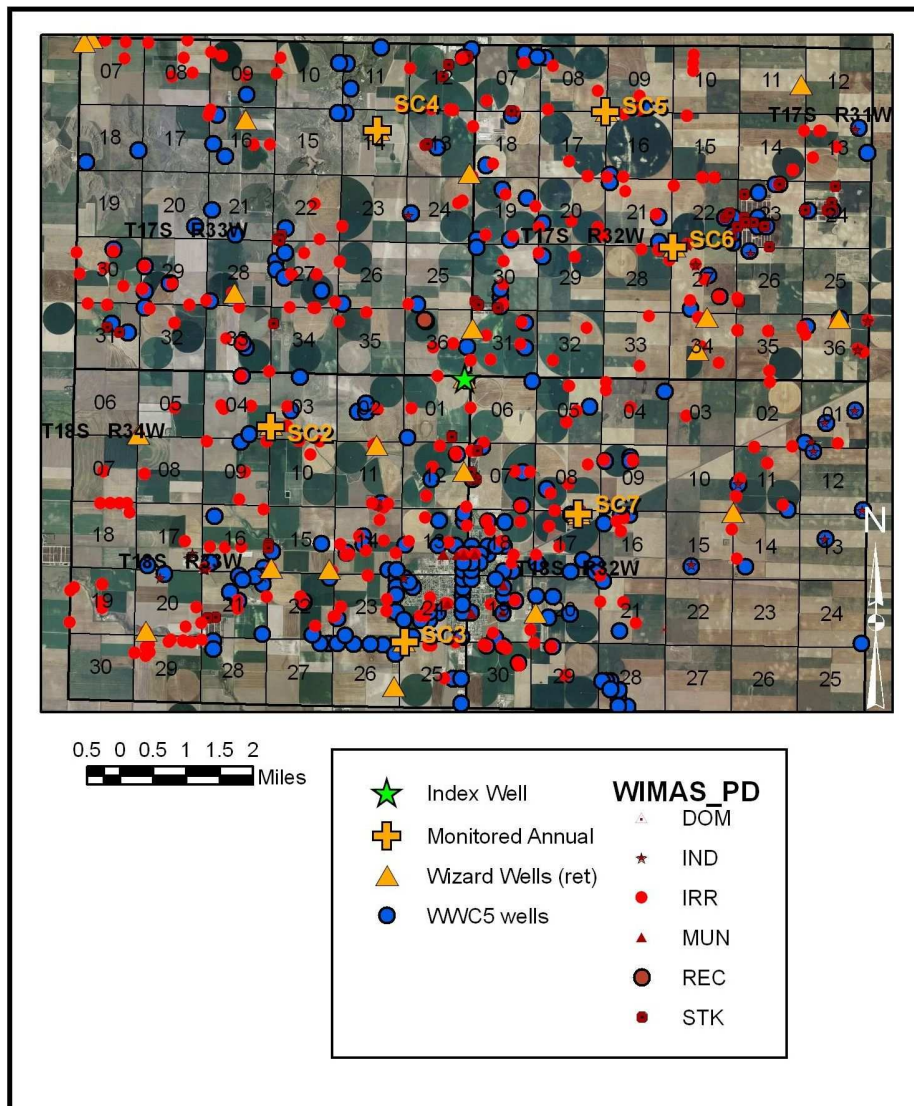 07 08 09 10 11 12 07 08 09 10 11 12
SC4 SC5
T17S R31W
18 17 16 15 14 13 18 17 16 15 14 13
19 20 21 22 23 24 19 20 21 22 23 24
T17S R33W T17S R32W
SC6
30 29 28 27 26 25 30 29 28 27 26 25
31 32 33 34 35 36 31 32 33 34 35 36
06 05 04 03 02 01 06 05 04 03 02 01
T18S R34W
SC2
07 08 09 10 11 12 07 08 09 10 11 12
SC7
N
18 17 16 15 14 13 18 17 16 15 14 13
T18S R33W T18S R32W
19 20 21 22 23 24 19 21 22 23 24
SC3
30 29 28 27 26 25 30 29 28 27 26 25
0.5 0 0.5 1 1.5 2
Miles
Index Well
Monitored Annual
Wizard Wells (ret)
WWC5 wells
WIMAS_PD
DOM
IND
IRR
MUN
REC
STK